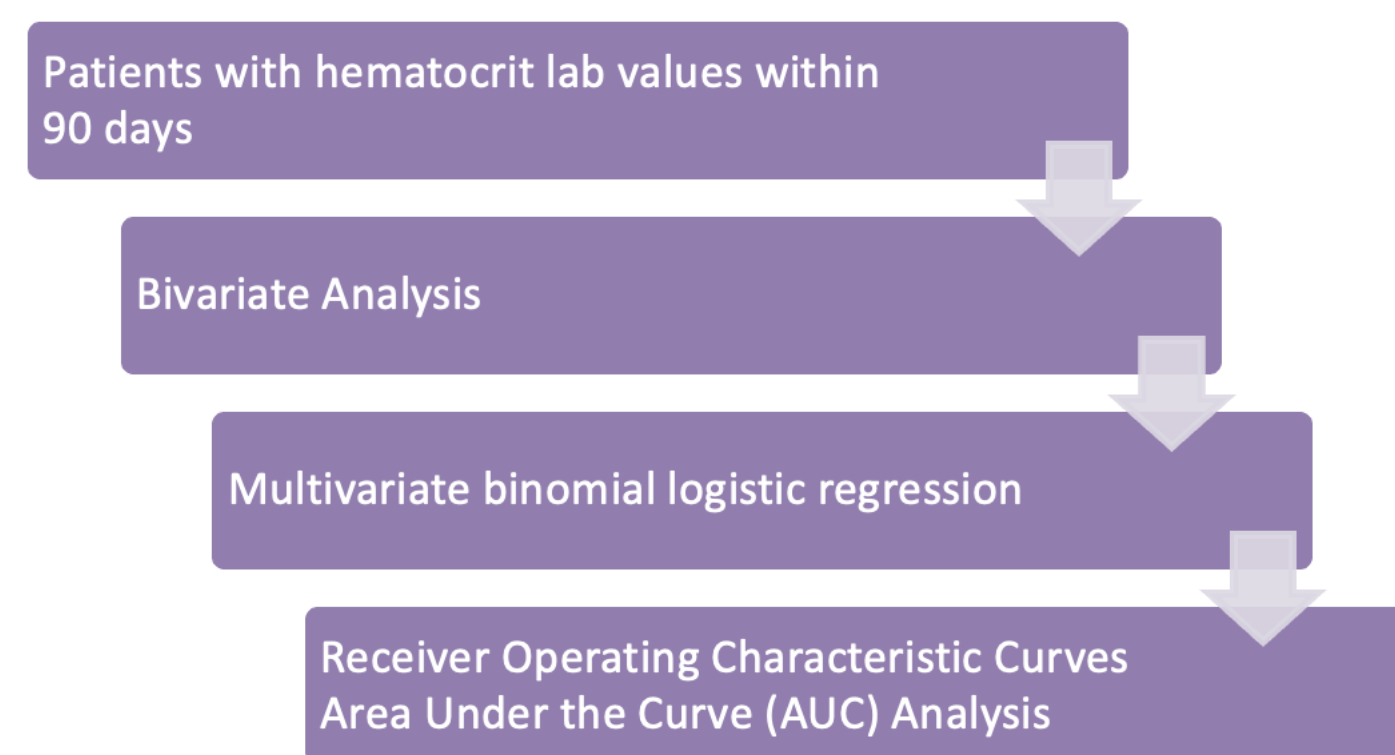 Patients with hematocrit lab values within
90 days
Bivariate Analysis
Multivariate binomial logistic regression
Receiver Operating Characteristic Curves
Area Under the Curve (AUC) Analysis